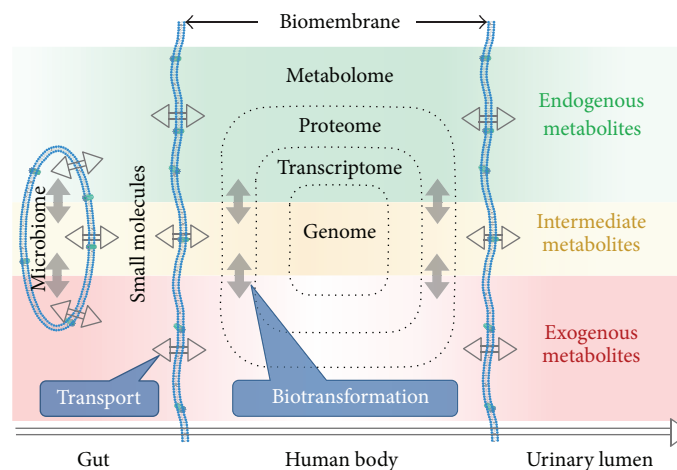 Biomembrane
Metabolome
Endogenous
metabolites
Proteome
Transcriptome
Microbiome
Small molecules
Genome
Intermediate
metabolites
Exogenous
metabolites
Transport
Biotransformation
Gut
Human body
Urinary lumen